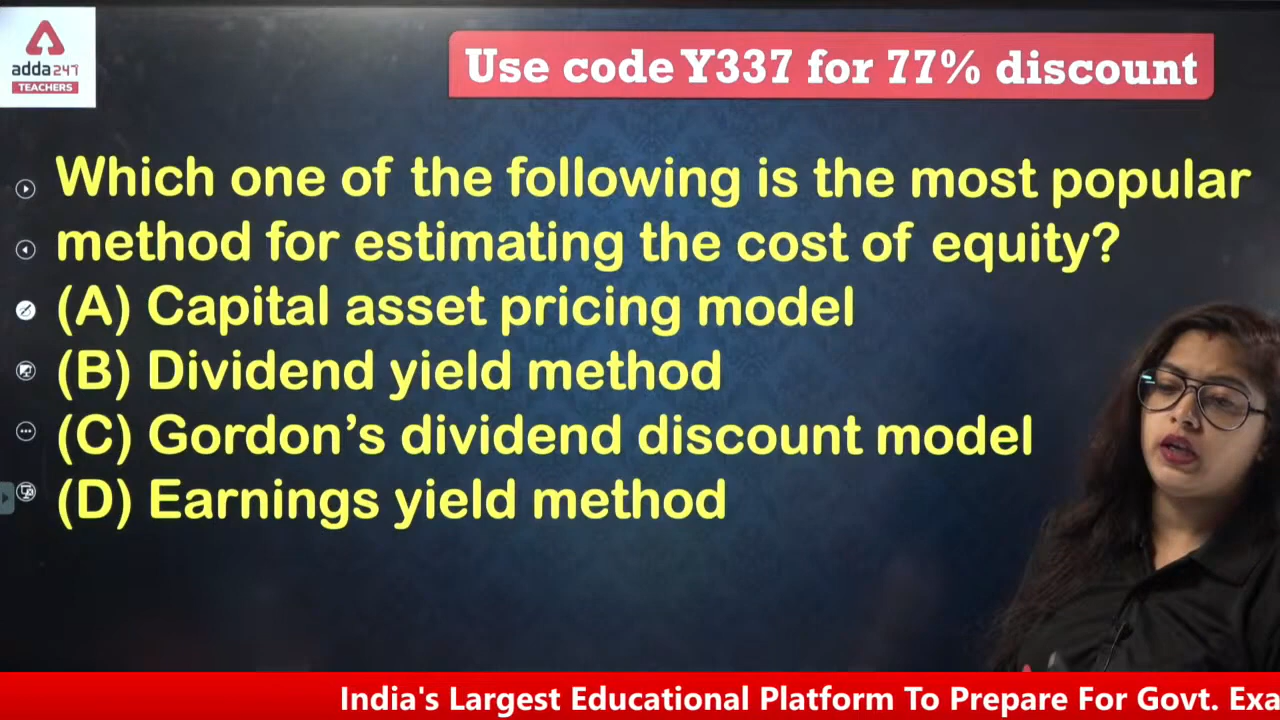 adda247
TEACHERS
Use code Y337 for 77% discount
Which one of the following is the most popular
method for estimating the cost of equity?
(A) Capital asset pricing model
(B) Dividend yield method
(C) Gordon’s dividend discount model
(D) Earnings yield method
India's Largest Educational Platform To Prepare For Govt. Exa